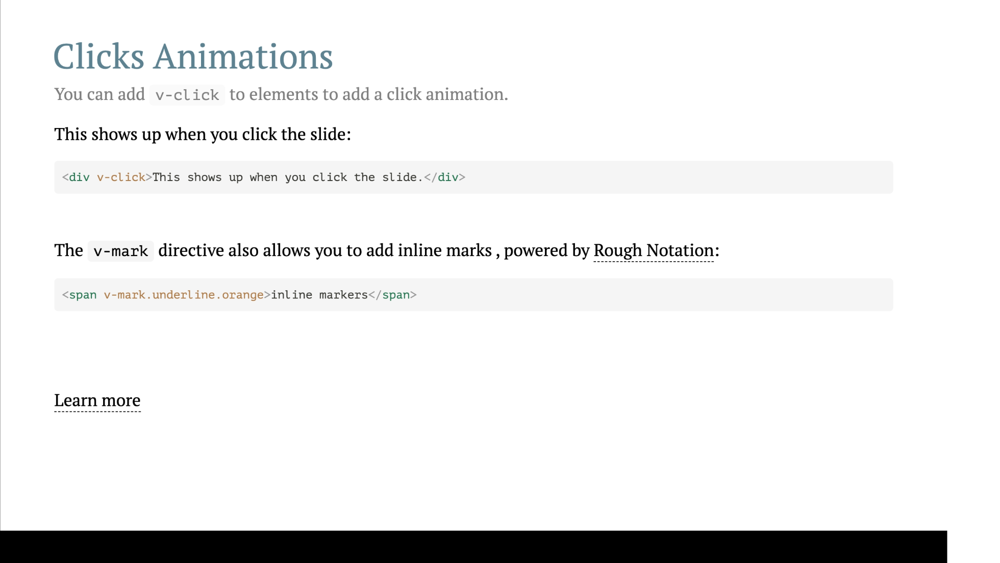 Clicks Animations
You can add v-click to elements to add a click animation.
This shows up when you click the slide:
<div v-click>This shows up when you click the slide.</div>
The v-mark directive also allows you to add inline marks , powered by Rough Notation:
<span v-mark.underline.orange>inline markers</span>
Learn more